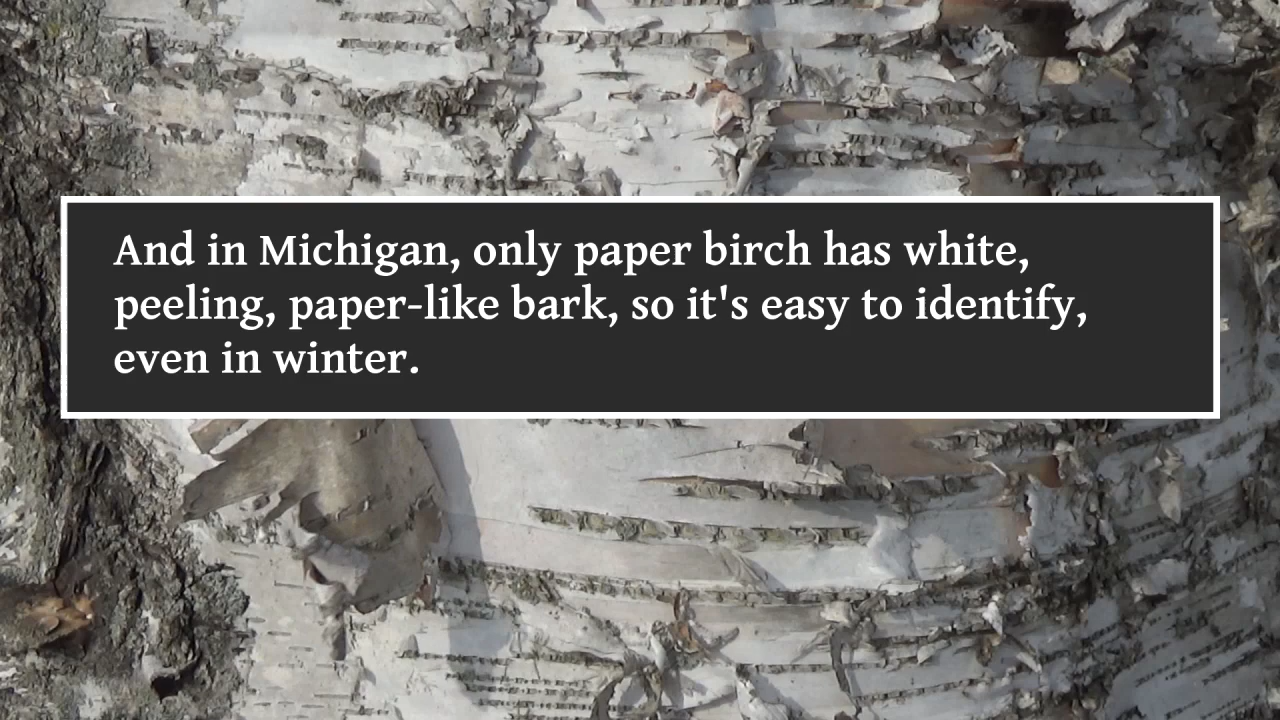 And in Michigan, only paper birch has white,
peeling, paper-like bark, so it's easy to identify,
even in winter.